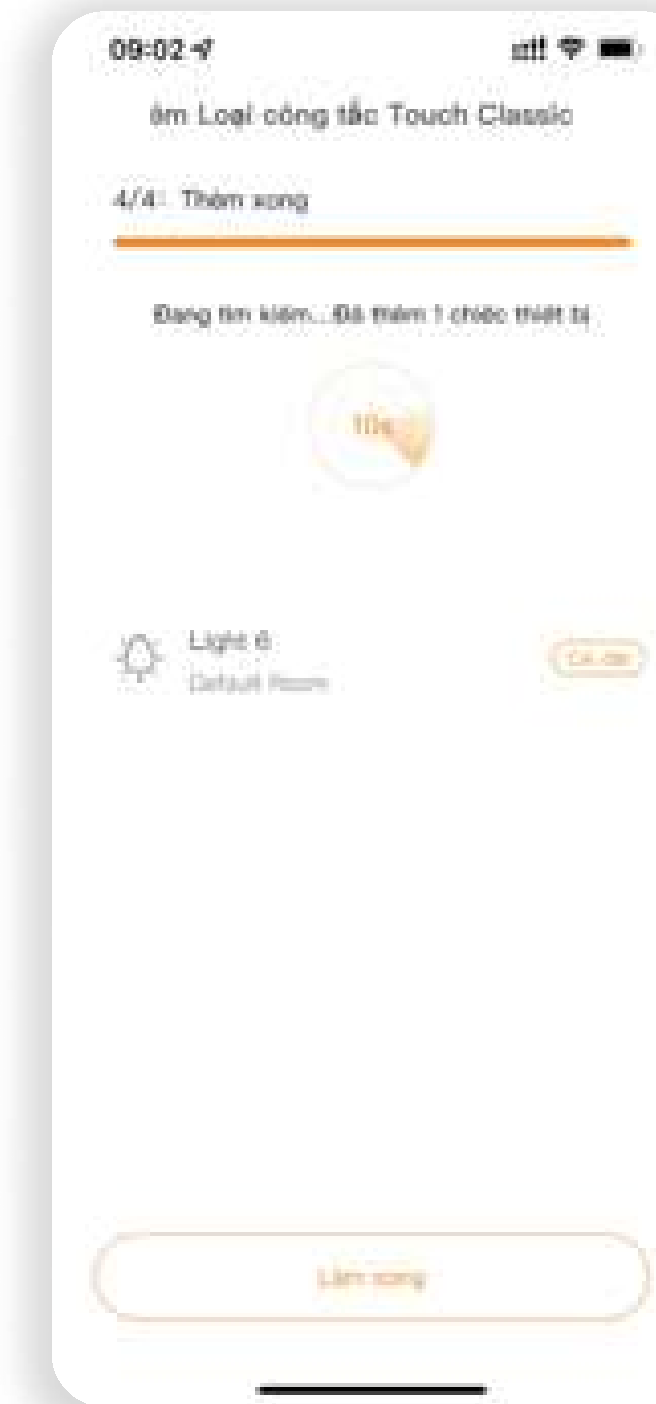 09:02
êm Loại công tắc Touch Classic
4/4: Thêm xong
Đang tìm kiếm...Đã thêm 1 chiếc thiết bị
10s
Light 6
Default Room
Làm xong